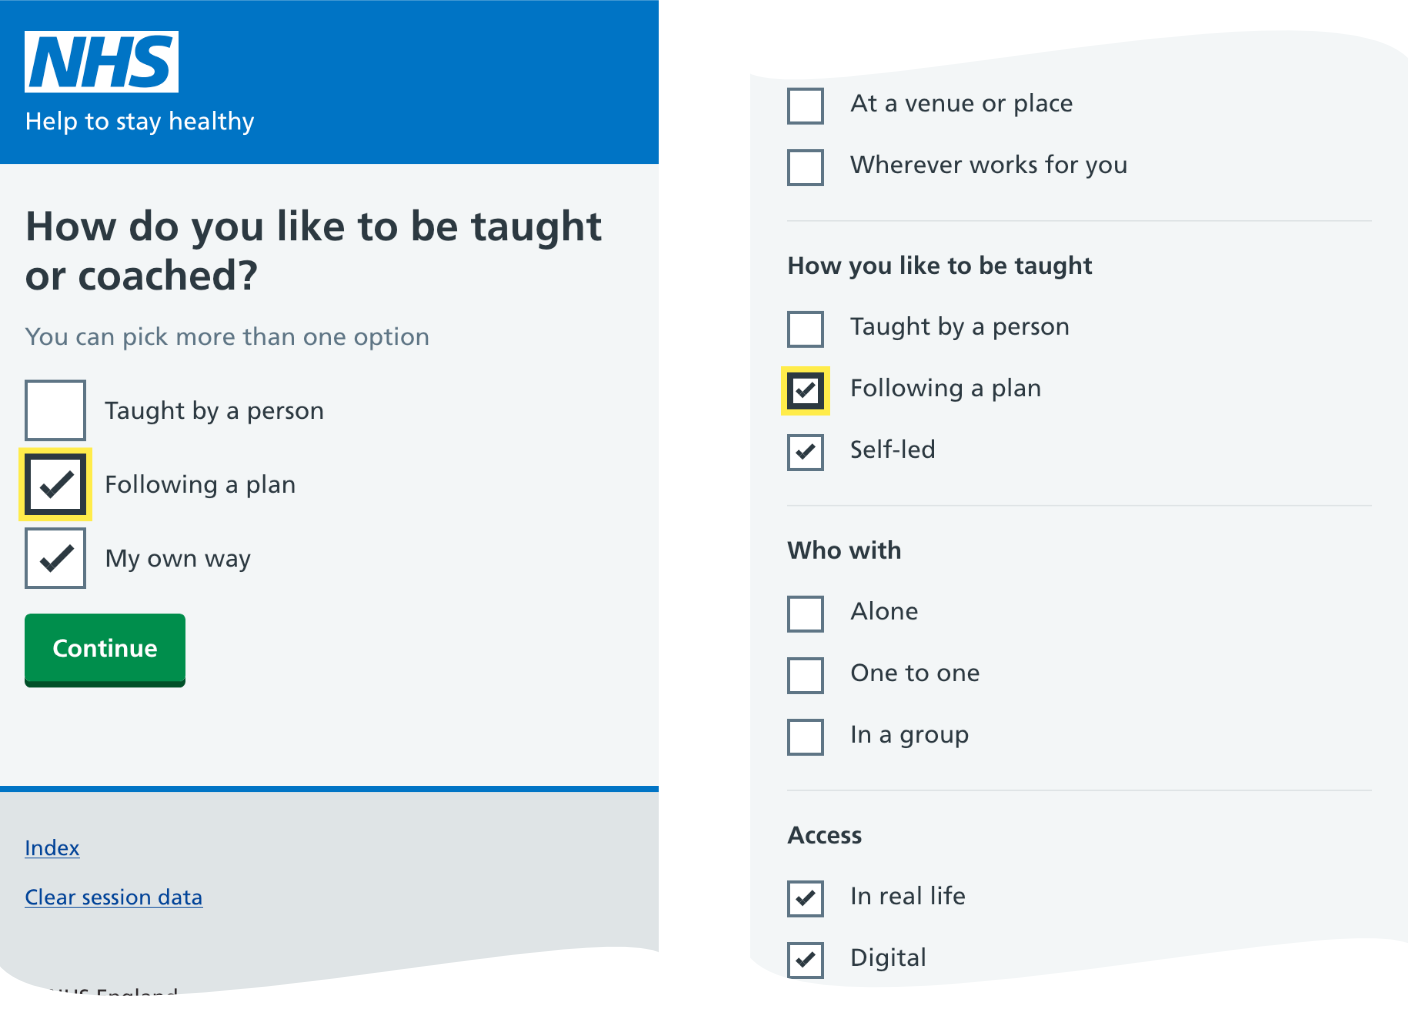 NHS
Help to stay healthy
How do you like to be taught
or coached?
You can pick more than one option
Taught by a person
Following a plan
My own way
Continue
Index
Clear session data
NHS England
At a venue or place
Wherever works for you
How you like to be taught
Taught by a person
Following a plan
Self-led
Who with
Alone
One to one
In a group
Access
In real life
Digital